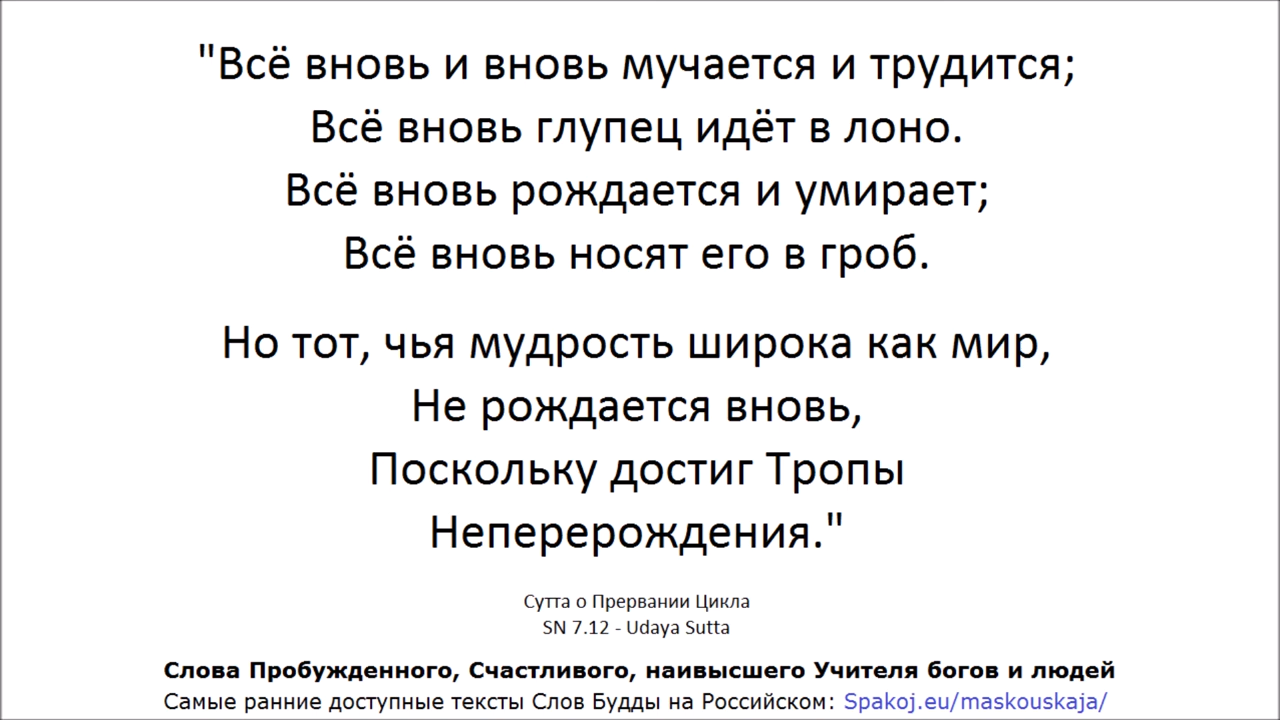 "Всё вновь и вновь мучается и трудится;
Всё вновь глупец идёт в лоно.
Всё вновь рождается и умирает;
Всё вновь носят его в гроб.
Но тот, чья мудрость широка как мир,
Не рождается вновь,
Поскольку достиг Тропы
Неперерождения."
Сутта о Прервании Цикла
SN 7.12 - Udaya Sutta
Слова Пробужденного, Счастливого, наивысшего Учителя богов и людей
Самые ранние доступные тексты Слов Будды на Российском: Spakoj.eu/maskouskaja/